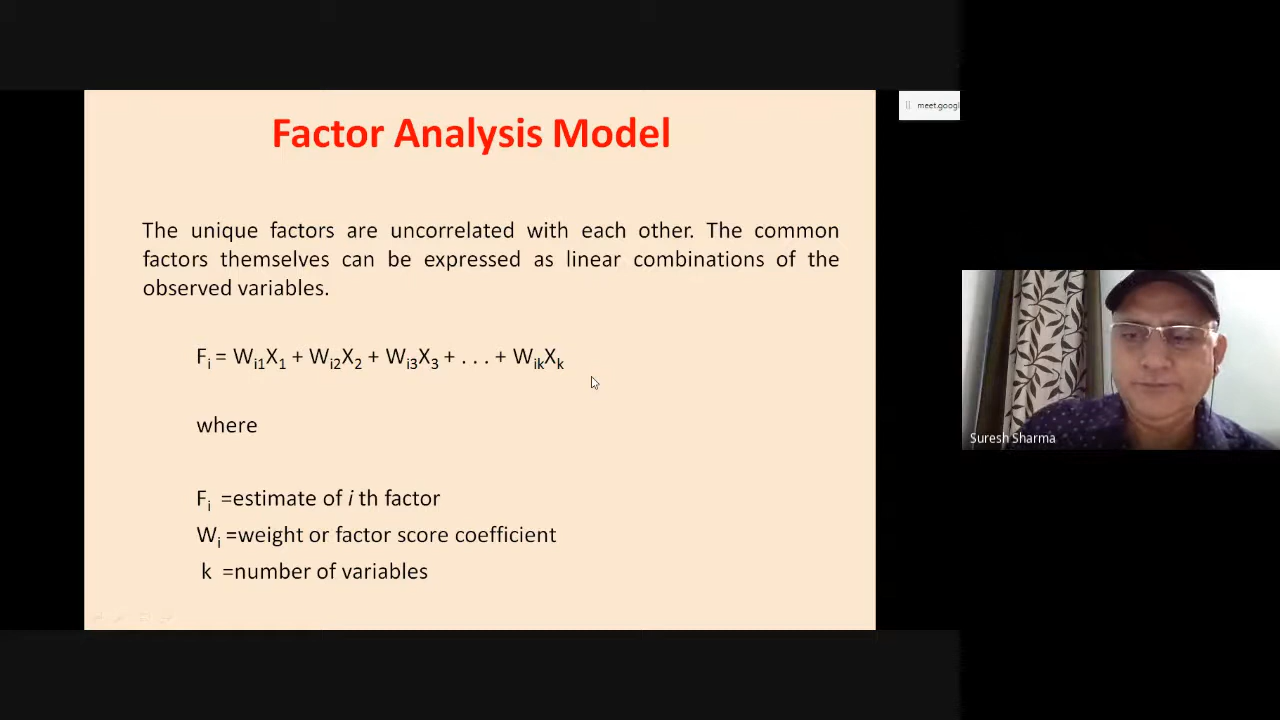 Factor Analysis Model
meet.googl
The unique factors are uncorrelated with each other. The common
factors themselves can be expressed as linear combinations of the
observed variables.
Fi = Wi1X1 + Wi2X2 + Wi3X3 + . . . + WikXk
where
Fi =estimate of i th factor
Wi =weight or factor score coefficient
k =number of variables
Suresh Sharma